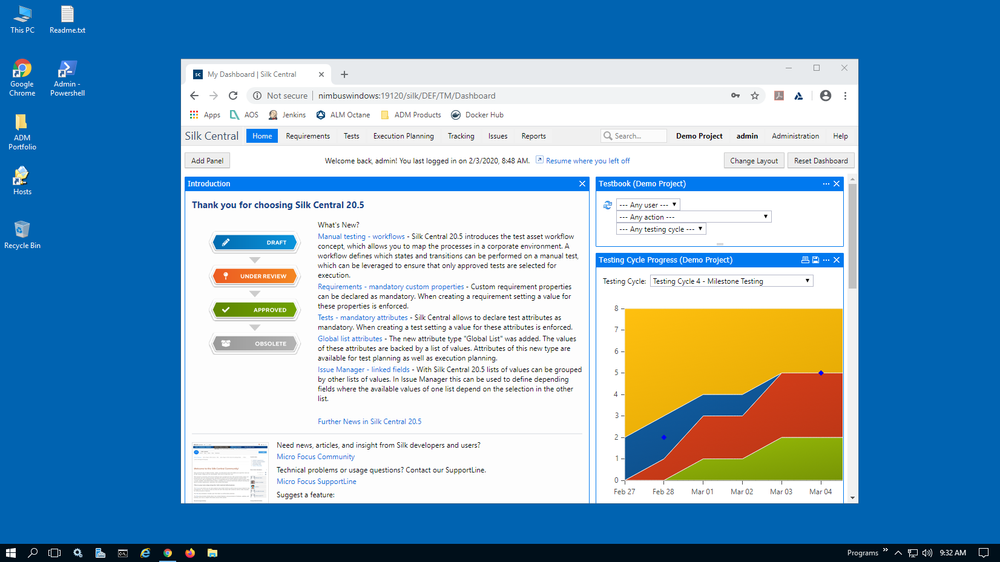 This PC
Readme.txt
Google
Chrome
Admin -
Powershell
ADM
Portfolio
Hosts
Recycle Bin
sc
My Dashboard | Silk Central
Not secure
nimbuswindows:19120/silk/DEF/TM/Dashboard
Apps
AOS
Jenkins
ALM Octane
ADM Products
Docker Hub
Silk Central
Home
Requirements
Tests
Execution Planning
Tracking
Issues
Reports
Search...
Demo Project
admin
Administration
Help
Add Panel
Welcome back, admin! You last logged in on 2/3/2020, 8:48 AM.
Resume where you left off
Change Layout
Reset Dashboard
Introduction
Thank you for choosing Silk Central 20.5
DRAFT
UNDER REVIEW
APPROVED
OBSOLETE
What's New?
Manual testing - workflows - Silk Central 20.5 introduces the test asset workflow
concept, which allows you to map the processes in a corporate environment. A
workflow defines which states and transitions can be performed on a manual test,
which can be leveraged to ensure that only approved tests are selected for
execution.
Requirements - mandatory custom properties - Custom requirement properties
can be declared as mandatory. When creating a requirement setting a value for
these properties is enforced.
Tests - mandatory attributes - Silk Central allows to declare test attributes as
mandatory. When creating a test setting a value for these attributes is enforced.
Global list attributes - The new attribute type "Global List" was added. The values
of these attributes are backed by a list of values. Attributes of this new type are
available for test planning as well as execution planning.
Issue Manager - linked fields - With Silk Central 20.5 lists of values can be grouped
by other lists of values. In Issue Manager this can be used to define depending
fields where the available values of one list depend on the selection in the other
list.
Further News in Silk Central 20.5
Welcome to the Silk Central Community!
Need news, articles, and insight from Silk developers and users?
Micro Focus Community
Technical problems or usage questions? Contact our SupportLine.
Micro Focus SupportLine
Suggest a feature:
Testbook (Demo Project)
--- Any user ---
--- Any action ---
--- Any testing cycle ---
Testing Cycle Progress (Demo Project)
Testing Cycle:
Testing Cycle 4 - Milestone Testing
8
7
6
5
4
3
2
1
0
Feb 27
Feb 28
Mar 01
Mar 02
Mar 03
Mar 04
C:\.
Programs
9:32 AM